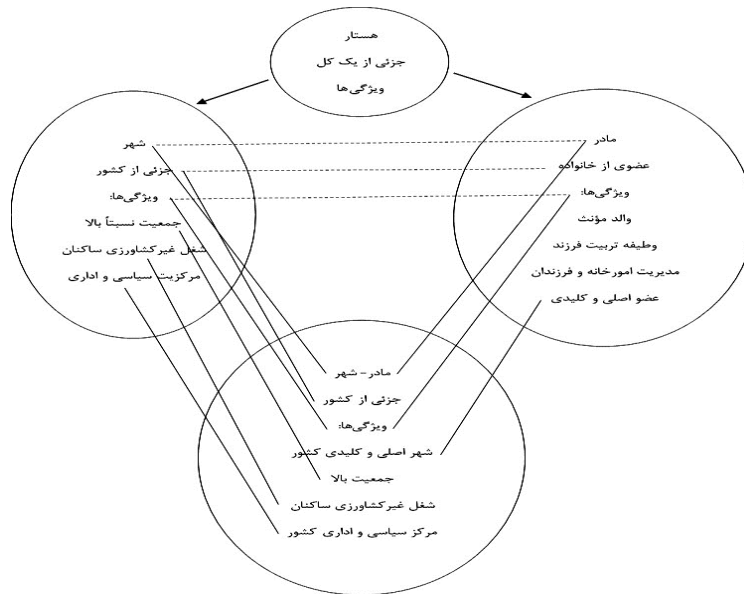 هستار
جزئی از یک کل
ویژگی‌ها
مادر
عضوی از خانواده
ویژگی‌ها:
والد مؤنث
وظیفه تربیت فرزند
مدیریت امورخانه و فرزندان
عضو اصلی و کلیدی
شهر
جزئی از کشور
ویژگی‌ها:
جمعیت نسبتاً بالا
شغل غیرکشاورزی ساکنان
مرکزیت سیاسی و اداری
مادر-شهر
جزئی از کشور
ویژگی‌ها:
شهر اصلی و کلیدی کشور
جمعیت بالا
شغل غیرکشاورزی ساکنان
مرکز سیاسی و اداری کشور